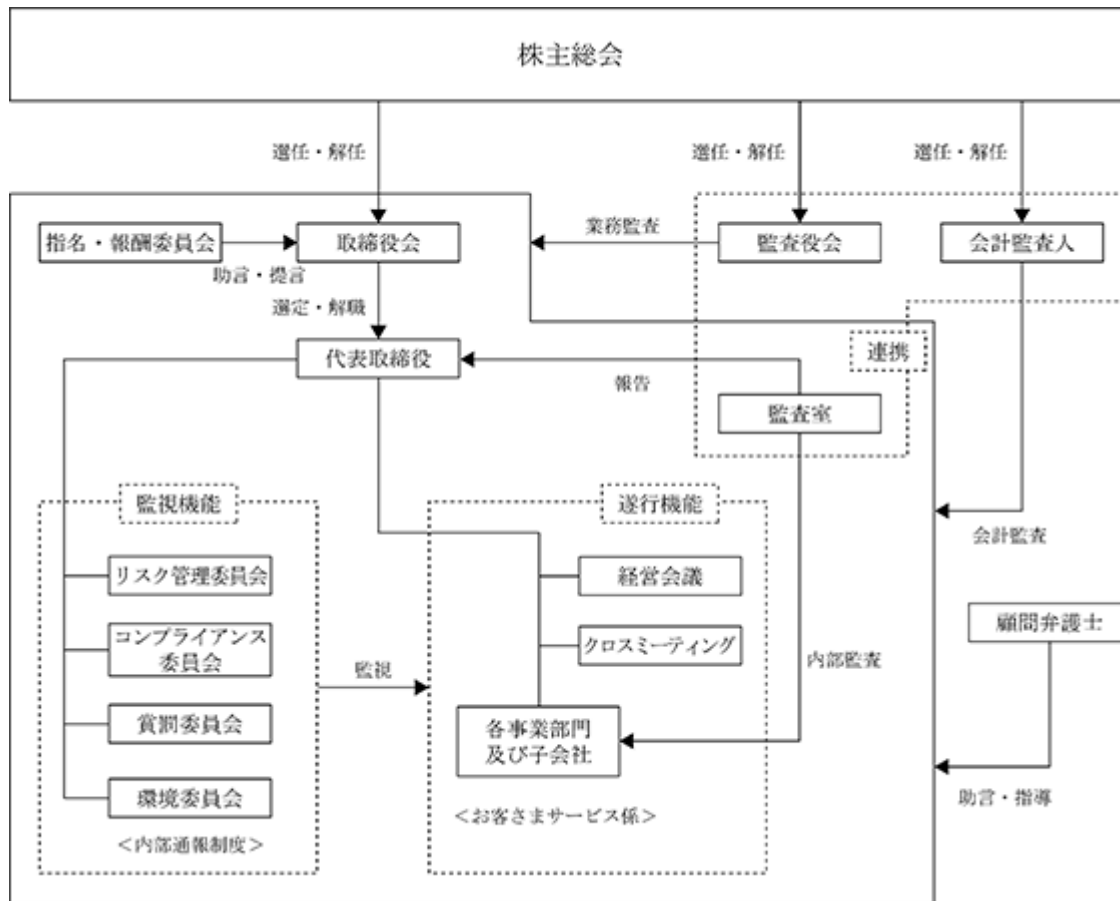 株主総会
選任・解任
選任・解任
選任・解任
指名・報酬委員会
取締役会
業務監査
監査役会
会計監査人
助言・提言
選定・解職
代表取締役
連携
報告
監査室
監視機能
遂行機能
会計監査
リスク管理委員会
経営会議
顧問弁護士
コンプライアンス
委員会
クロスミーティング
内部監査
監視
賞罰委員会
各事業部門
及び子会社
環境委員会
助言・指導
＜お客さまサービス係＞
＜内部通報制度＞